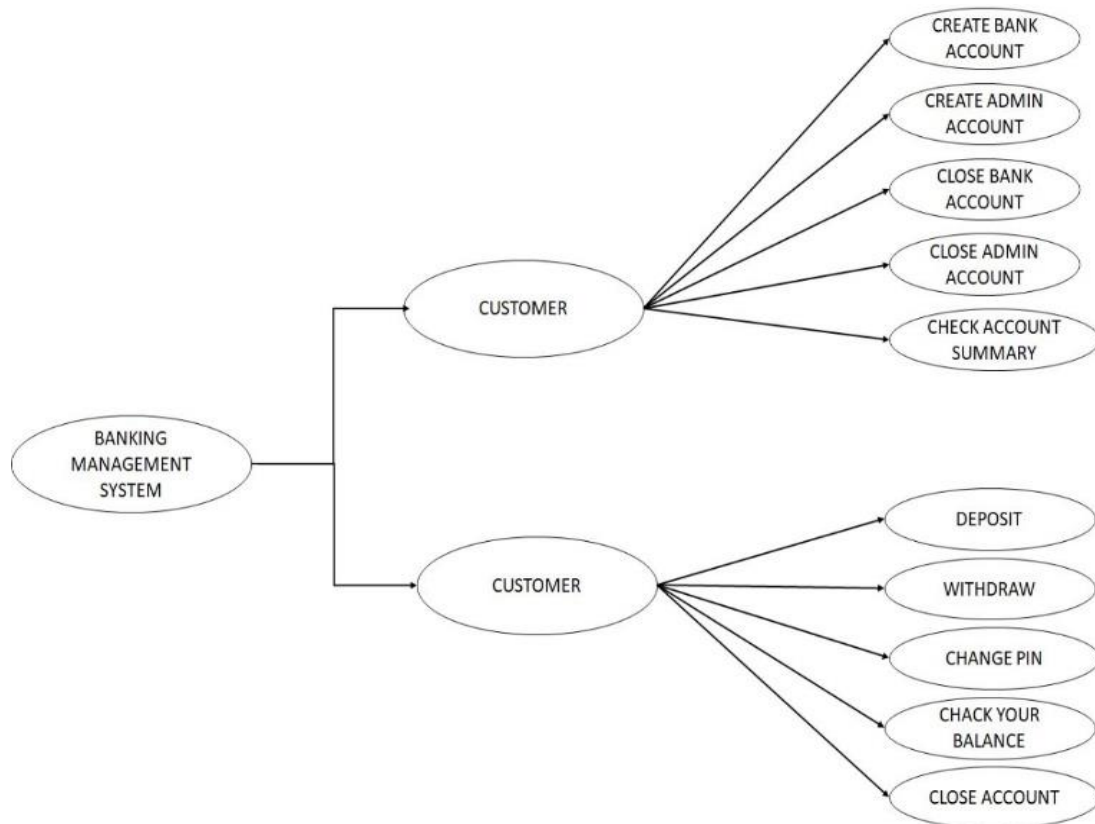 CREATE BANK
ACCOUNT
CREATE ADMIN
ACCOUNT
CLOSE BANK
ACCOUNT
CLOSE ADMIN
ACCOUNT
CHECK ACCOUNT
SUMMARY
CUSTOMER
BANKING
MANAGEMENT
SYSTEM
CUSTOMER
DEPOSIT
WITHDRAW
CHANGE PIN
CHACK YOUR
BALANCE
CLOSE ACCOUNT